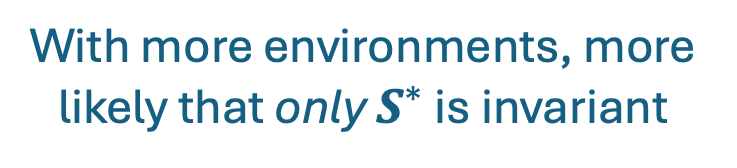 With more environments, more
likely that only S* is invariant